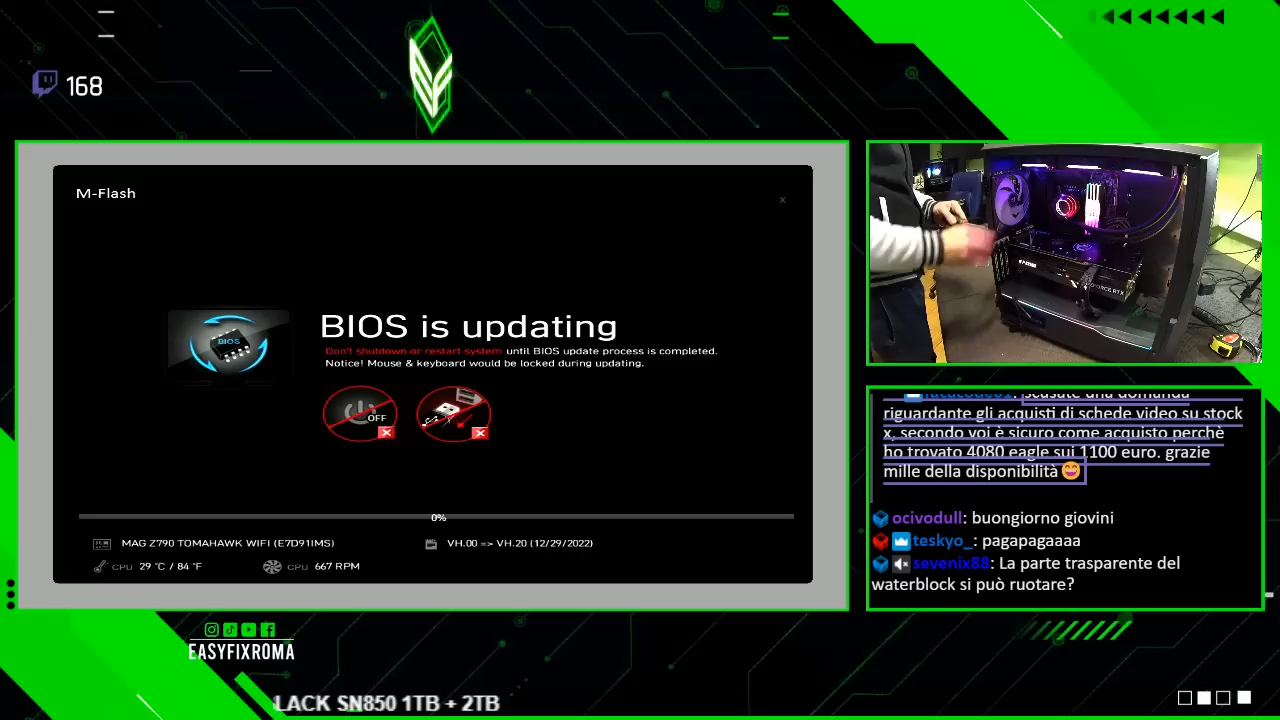 168
M-Flash
x
BIOS
BIOS is updating
Don't shutdown or restart system until BIOS update process is completed.
Notice! Mouse & keyboard would be locked during updating.
OFF
0%
MAG Z790 TOMAHAWK WIFI (E7D91IMS)
VH.00 => VH.20 (12/29/2022)
CPU 29 °C / 84 °F
CPU 667 RPM
GEFORCE RTX
scusate una domanda
riguardante gli acquisti di schede video su stock
x, secondo voi è sicuro come acquisto perchè
ho trovato 4080 eagle sui 1100 euro. grazie
mille della disponibilità 😄
ocivodull: buongiorno giovini
teskyo_: pagapagaaaa
sevenix88: La parte trasparente del
waterblock si può ruotare?
EASYFIXROMA
LACK SN850 1TB + 2TB